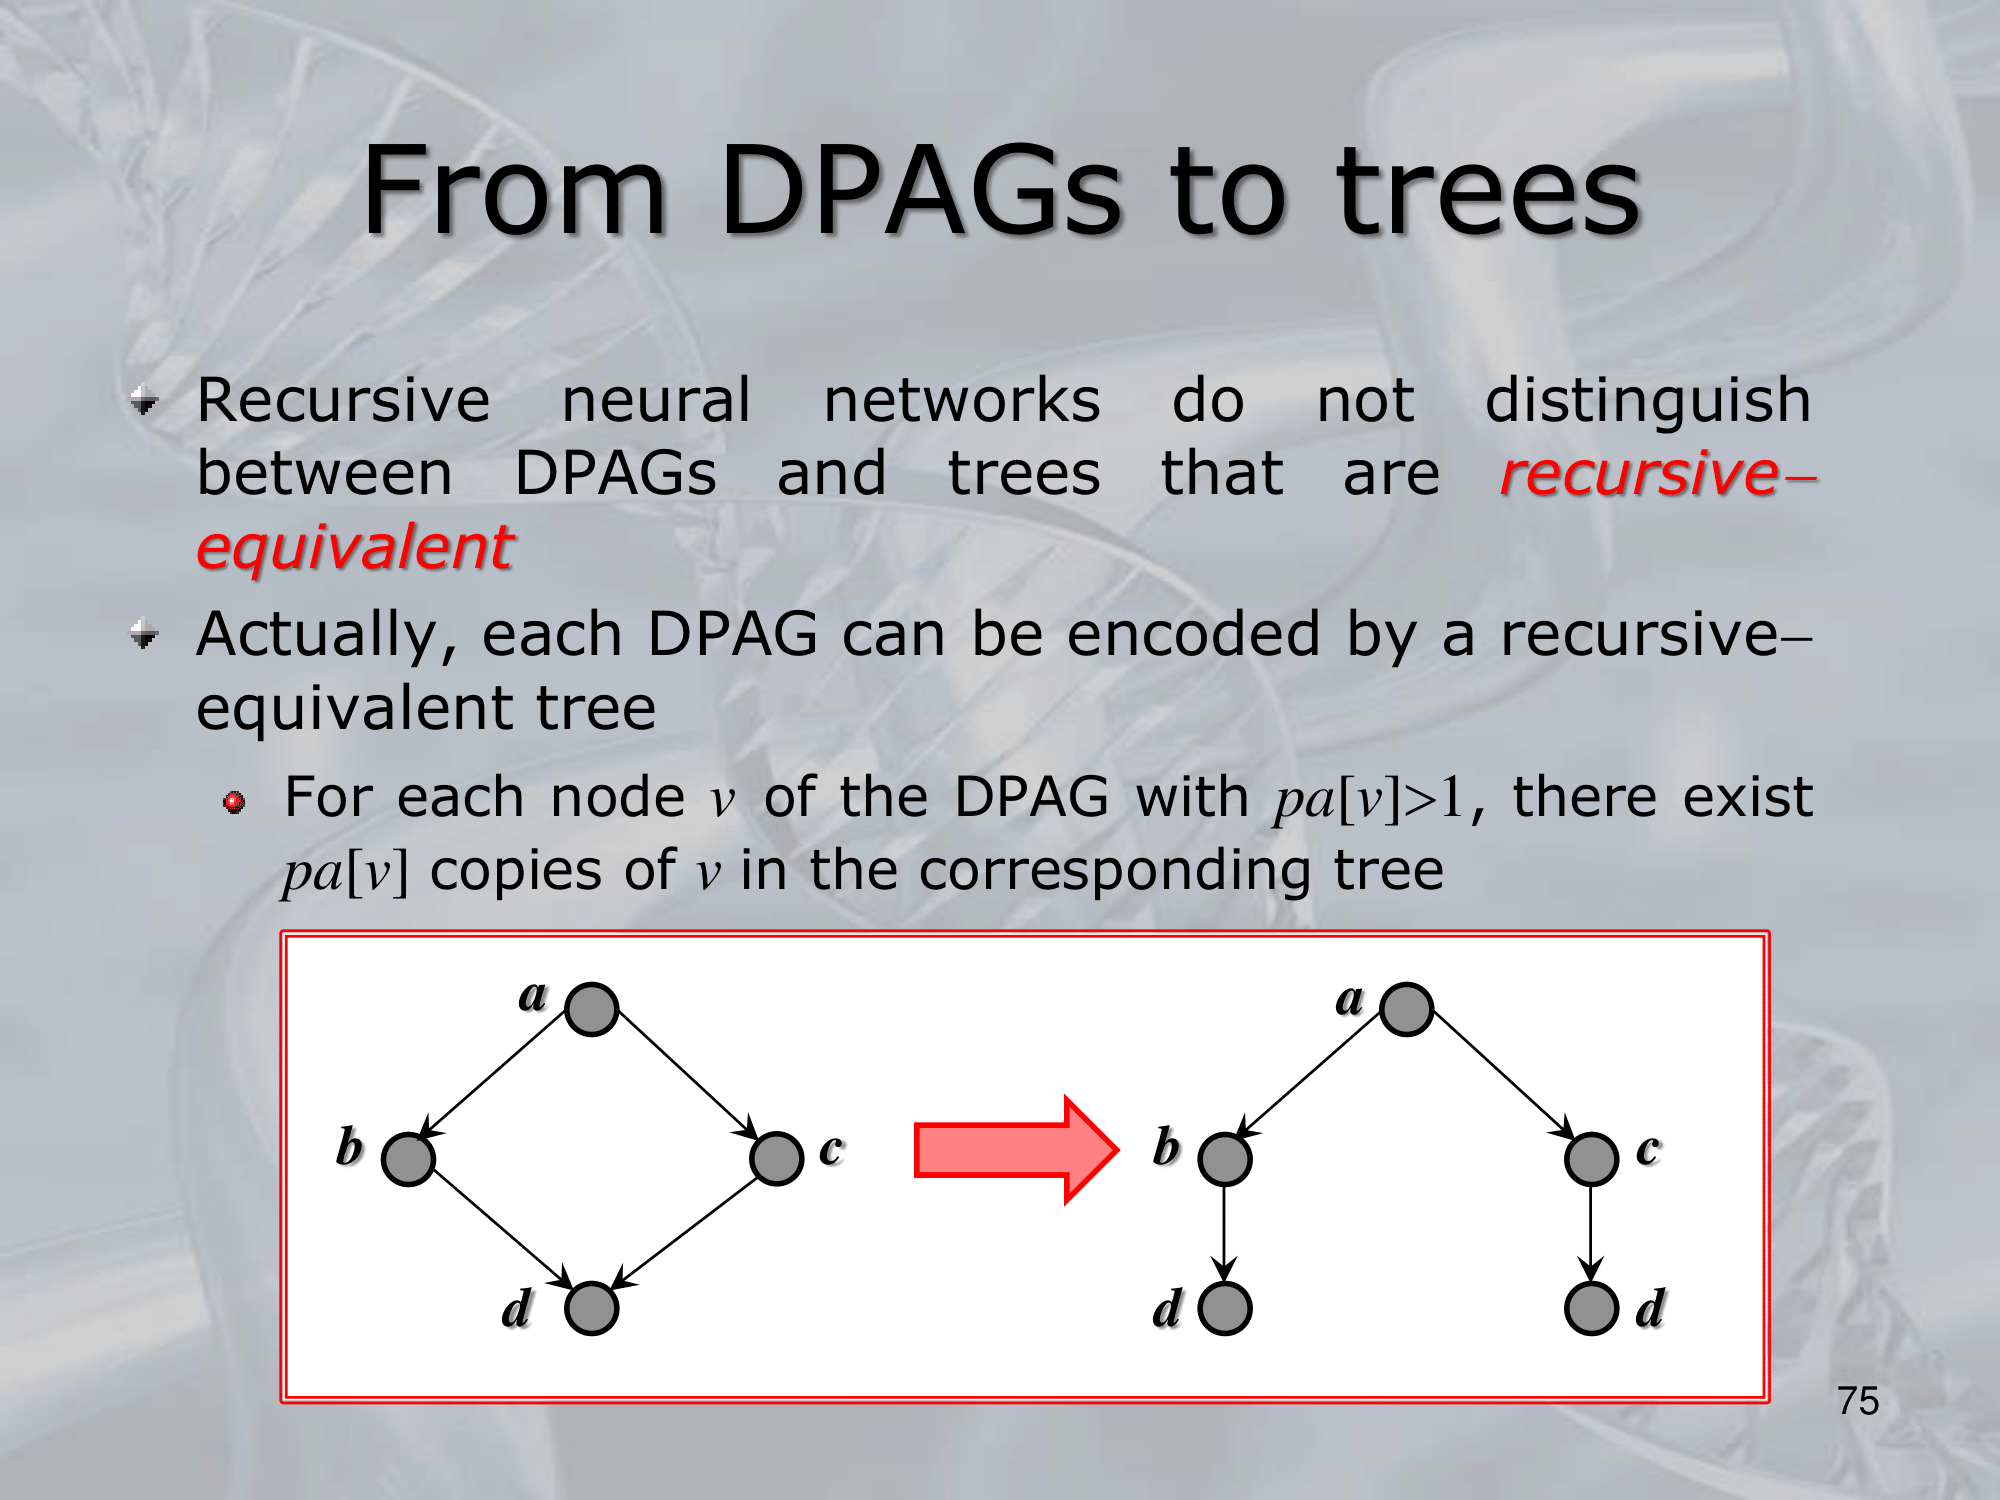 From DPAGs to trees
Recursive neural networks do not distinguish
between DPAGs and trees that are recursive–
equivalent
Actually, each DPAG can be encoded by a recursive–
equivalent tree
For each node v of the DPAG with pa[v]>1, there exist
pa[v] copies of v in the corresponding tree
a
a
b
c
b
c
d
d
d
75